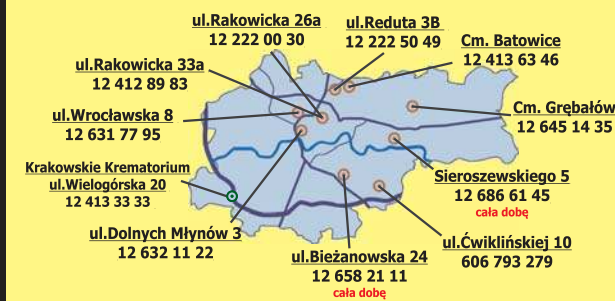 ul.Rakowicka 26a
12 222 00 30
ul.Reduta 3B
12 222 50 49
Cm. Batowice
12 413 63 46
ul.Rakowicka 33a
12 412 89 83
Cm. Grębałów
12 645 14 35
ul.Wrocławska 8
12 631 77 95
Krakowskie Krematorium
ul.Wielogórska 20
12 413 33 33
Sieroszewskiego 5
12 686 61 45
cała dobę
ul.Dolnych Młynów 3
12 632 11 22
ul.Bieżanowska 24
12 658 21 11
cała dobę
ul.Ćwiklińskiej 10
606 793 279